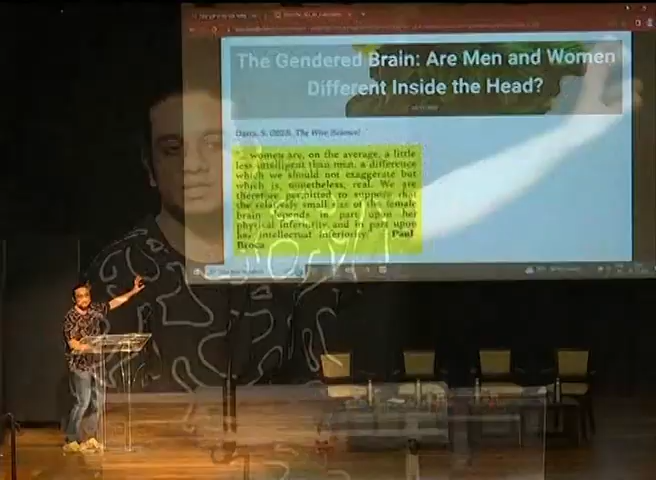 The Gendered Brain: Are Men and Women
Different Inside the Head?
The Wire Science)
women are, on the average, a little
less intelligent than men, a difference
which we should not exaggerate but
which is, nonetheless, real. We are
therefore permitted to suppose that
the relatively small size of the female
brain depends in part upon her
physical inferiority and in part upon
her intellectual inferiority." Paul
Broca